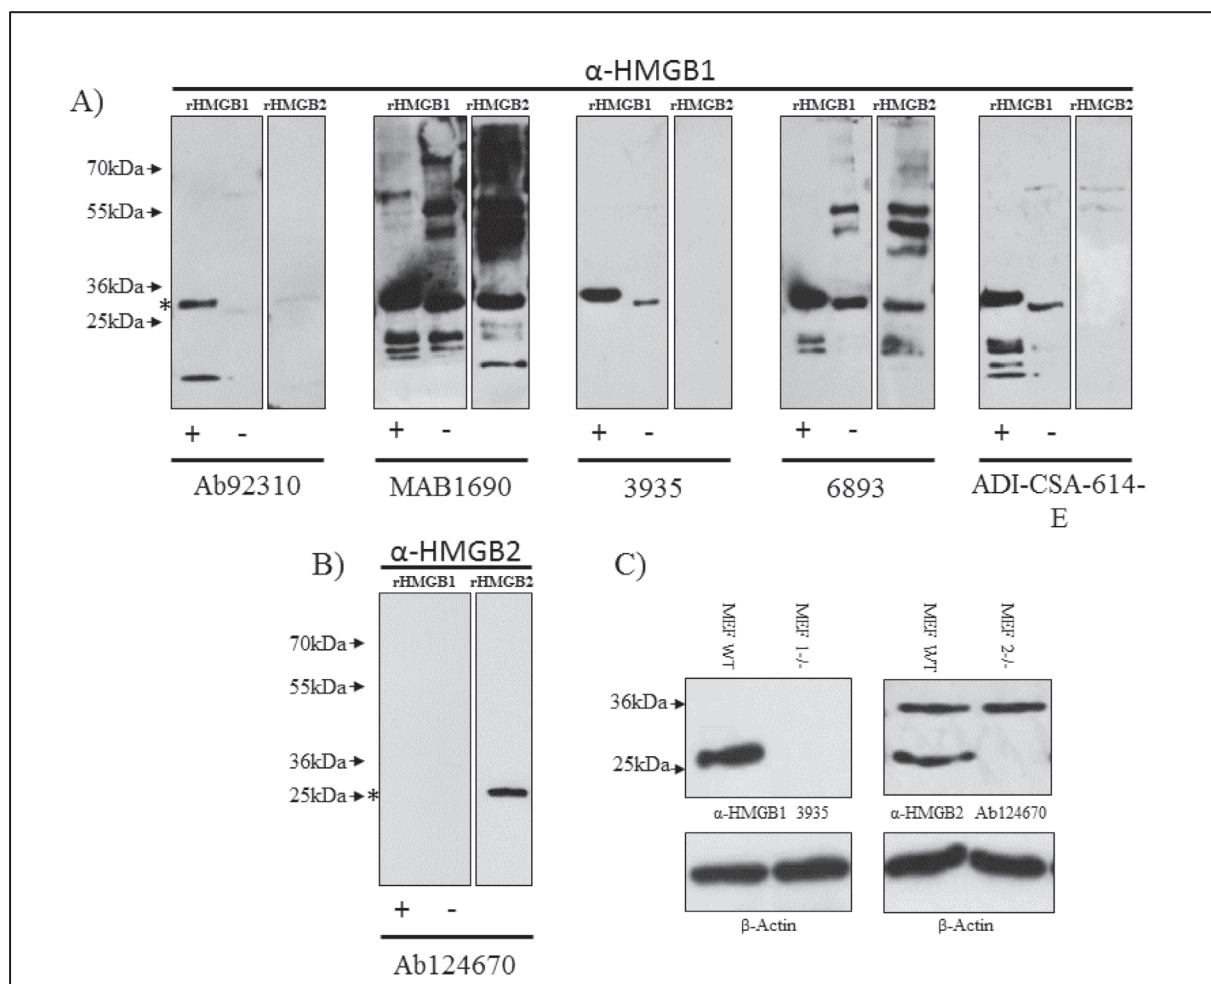 α-HMGB1
A)
rHMGB1 rHMGB2 rHMGB1 rHMGB2 rHMGB1 rHMGB2 rHMGB1 rHMGB2 rHMGB1 rHMGB2
70kDa
55kDa
36kDa
*
25kDa
+ - + - + - + - + -
Ab92310 MAB1690 3935 6893 ADI-CSA-614-
E
B)
α-HMGB2
rHMGB1 rHMGB2
70kDa
55kDa
36kDa
25kDa *
+ -
Ab124670
C)
MEF WT MEF 1-/- MEF WT MEF 2-/-
36kDa
25kDa
α-HMGB1 3935 α-HMGB2 Ab124670
β-Actin β-Actin